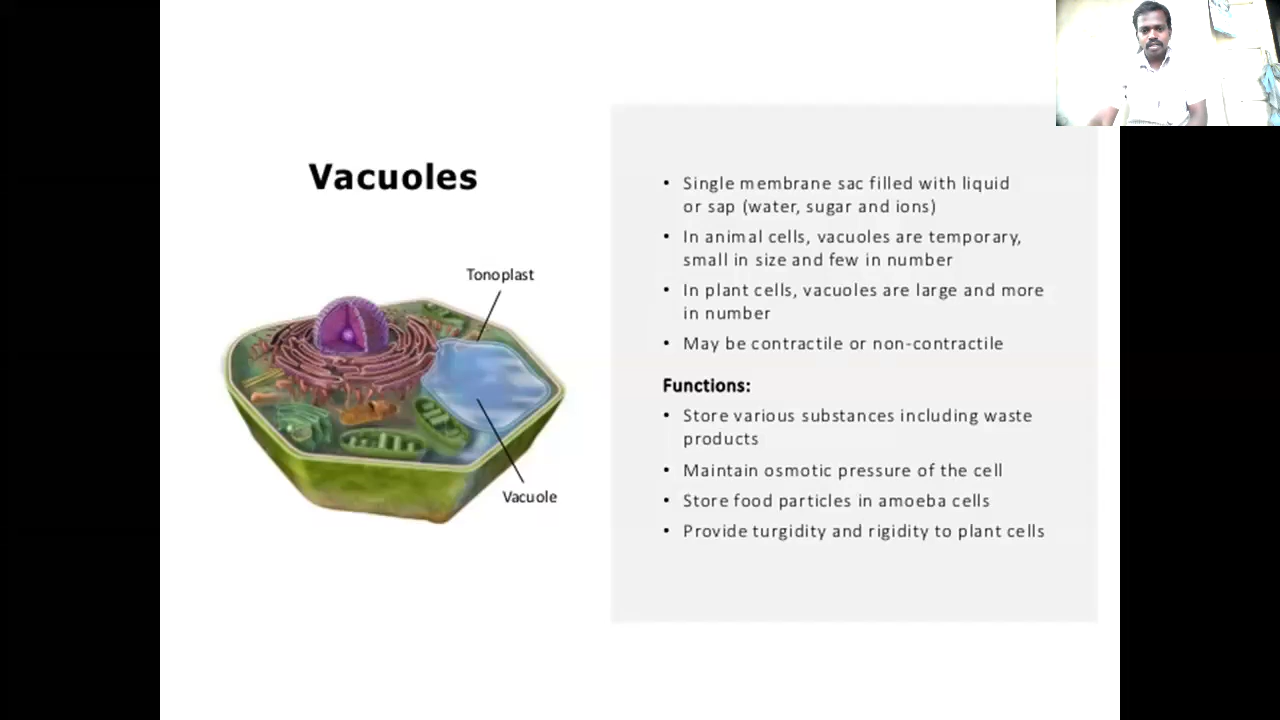 Vacuoles
Tonoplast
Vacuole
• Single membrane sac filled with liquid
or sap (water, sugar and ions)
• In animal cells, vacuoles are temporary,
small in size and few in number
• In plant cells, vacuoles are large and more
in number
• May be contractile or non-contractile
Functions:
• Store various substances including waste
products
• Maintain osmotic pressure of the cell
• Store food particles in amoeba cells
• Provide turgidity and rigidity to plant cells